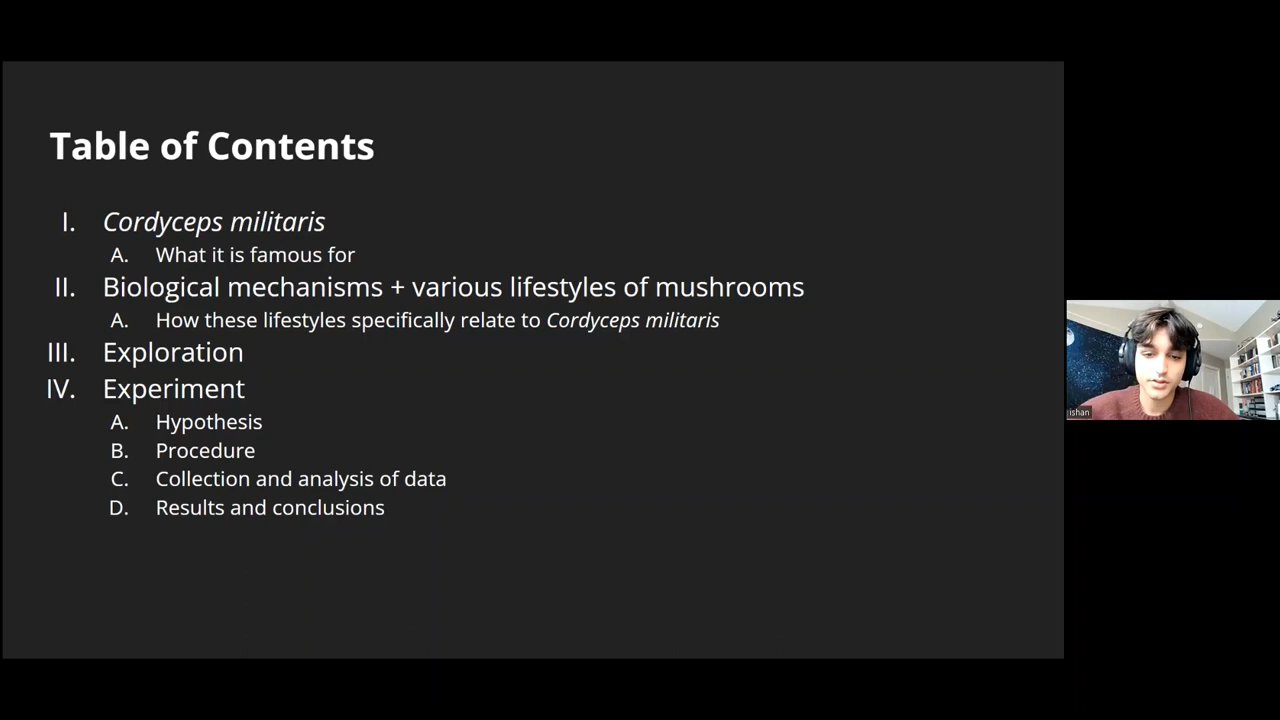 Table of Contents
I. Cordyceps militaris
A. What it is famous for
II. Biological mechanisms + various lifestyles of mushrooms
A. How these lifestyles specifically relate to Cordyceps militaris
III. Exploration
IV. Experiment
A. Hypothesis
B. Procedure
C. Collection and analysis of data
D. Results and conclusions
ishan